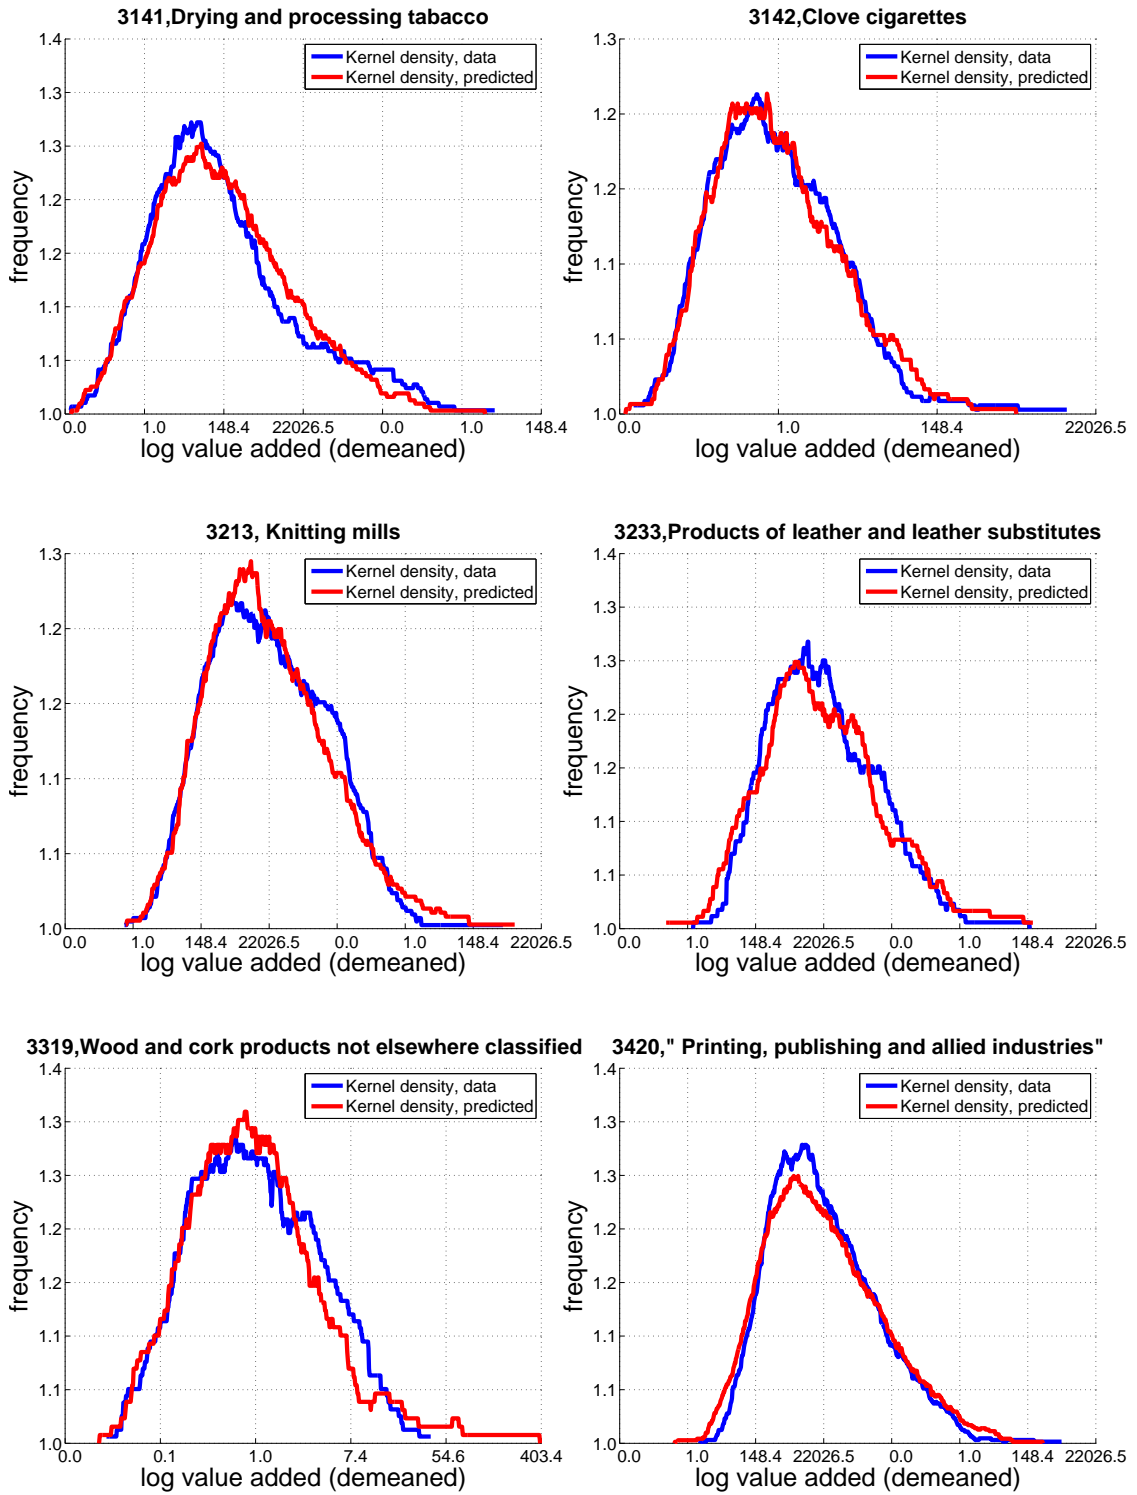 3141,Drying and processing tabacco
1.4
1.3
1.3
1.2
1.2
1.1
1.1
1.0
frequency
Kernel density, data
Kernel density, predicted
0.0 1.0 148.4 22026.5 0.0 1.0 148.4
log value added (demeaned)
3142,Clove cigarettes
1.3
1.2
1.2
1.1
1.1
1.0
frequency
Kernel density, data
Kernel density, predicted
0.0 1.0 148.4 22026.5
log value added (demeaned)
3213, Knitting mills
1.3
1.2
1.2
1.1
1.1
1.0
frequency
Kernel density, data
Kernel density, predicted
0.0 1.0 148.4 22026.5 0.0 1.0 148.4 22026.5
log value added (demeaned)
3233,Products of leather and leather substitutes
1.4
1.3
1.3
1.2
1.2
1.1
1.1
1.0
frequency
Kernel density, data
Kernel density, predicted
0.0 1.0 148.4 22026.5 0.0 1.0 148.4 22026.5
log value added (demeaned)
3319,Wood and cork products not elsewhere classified
1.4
1.3
1.3
1.2
1.2
1.1
1.1
1.0
frequency
Kernel density, data
Kernel density, predicted
0.0 0.1 1.0 7.4 54.6 403.4
log value added (demeaned)
3420," Printing, publishing and allied industries"
1.4
1.3
1.3
1.2
1.2
1.1
1.1
1.0
frequency
Kernel density, data
Kernel density, predicted
0.0 1.0 148.4 22026.5 0.0 1.0 148.4 22026.5
log value added (demeaned)